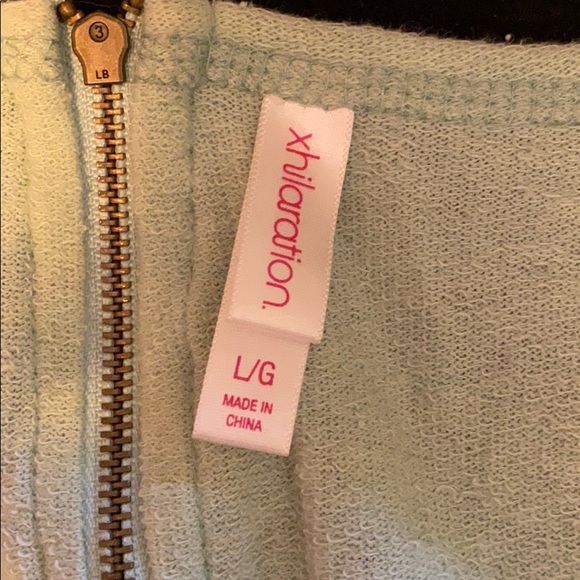 3
LB
xhilaration.
L/G
MADE IN
CHINA